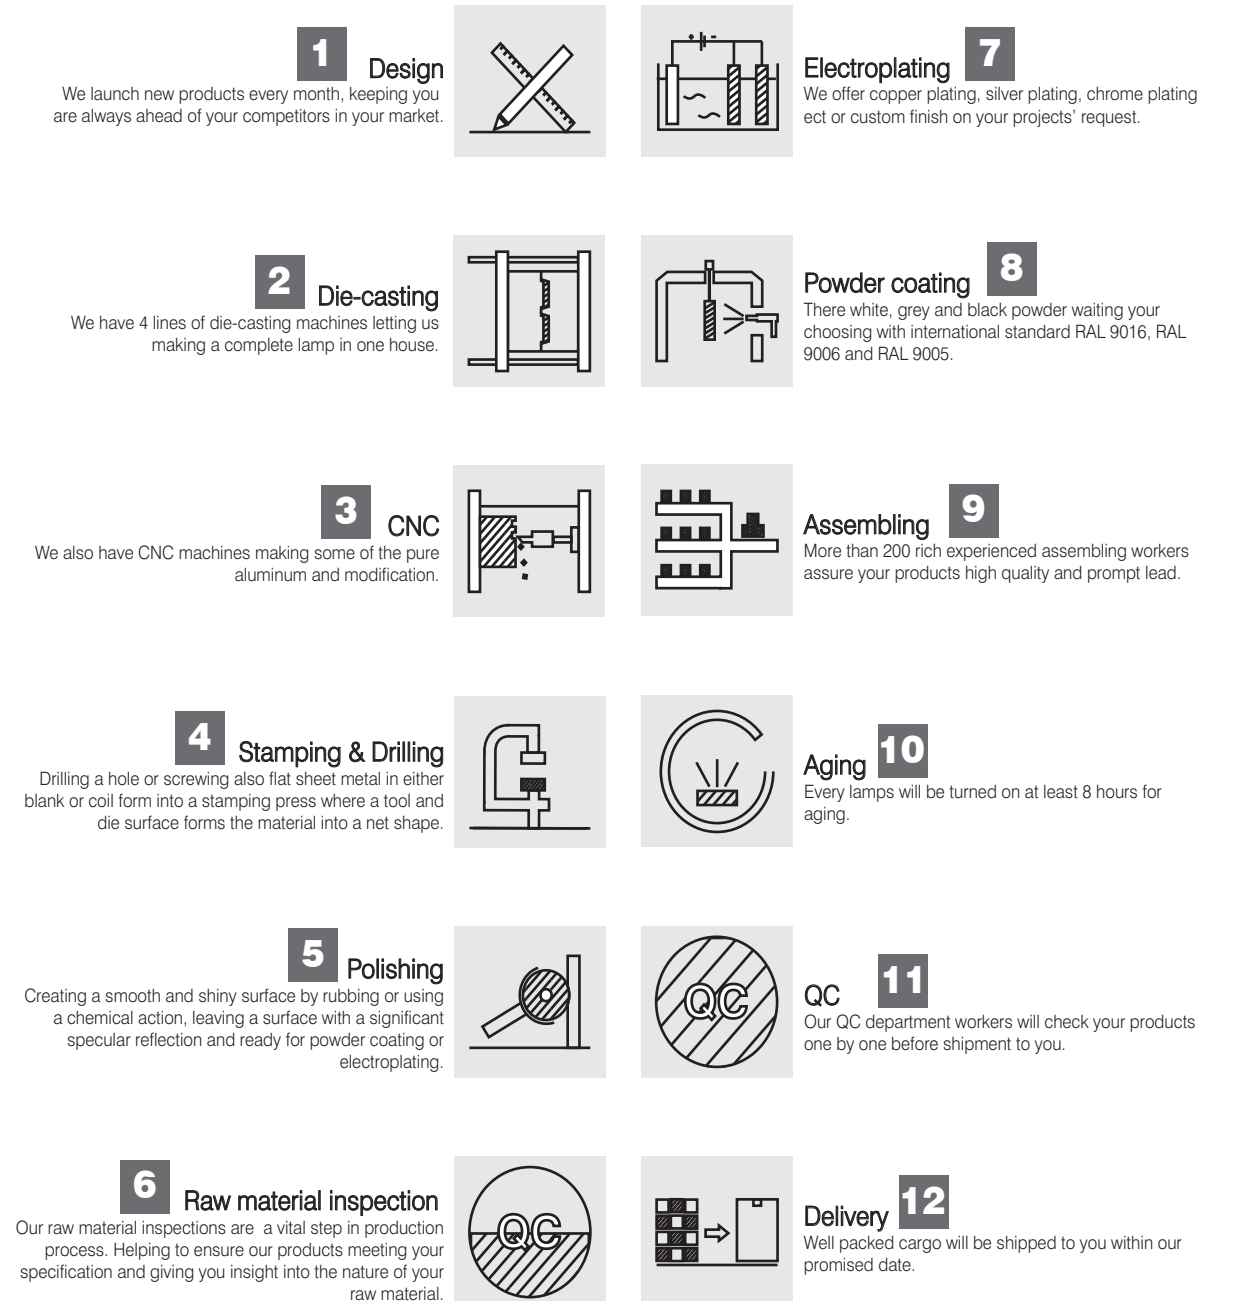 1
Design
We launch new products every month, keeping you
are always ahead of your competitors in your market.
2
Die-casting
We have 4 lines of die-casting machines letting us
making a complete lamp in one house.
3
CNC
We also have CNC machines making some of the pure
aluminum and modification.
4
Stamping & Drilling
Drilling a hole or screwing also flat sheet metal in either
blank or coil form into a stamping press where a tool and
die surface forms the material into a net shape.
5
Polishing
Creating a smooth and shiny surface by rubbing or using
a chemical action, leaving a surface with a significant
specular reflection and ready for powder coating or
electroplating.
6
Raw material inspection
Our raw material inspections are a vital step in production
process. Helping to ensure our products meeting your
specification and giving you insight into the nature of your
raw material.
QC
Electroplating
7
We offer copper plating, silver plating, chrome plating
ect or custom finish on your projects' request.
Powder coating
8
There white, grey and black powder waiting your
choosing with international standard RAL 9016, RAL
9006 and RAL 9005.
Assembling
9
More than 200 rich experienced assembling workers
assure your products high quality and prompt lead.
Aging
10
Every lamps will be turned on at least 8 hours for
aging.
QC
QC
11
Our QC department workers will check your products
one by one before shipment to you.
Delivery
12
Well packed cargo will be shipped to you within our
promised date.